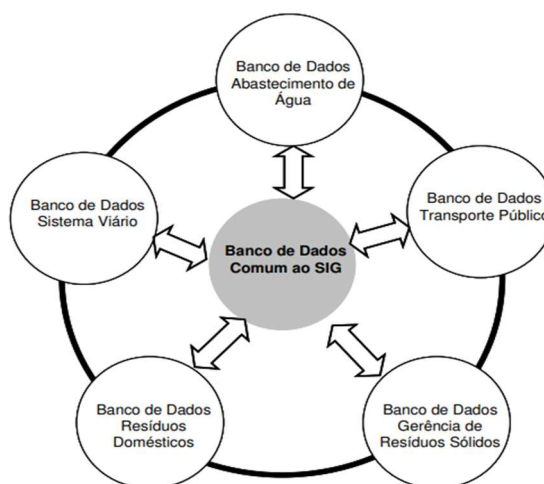 Banco de Dados
Abastecimento de
Água
Banco de Dados
Sistema Viário
Banco de Dados
Transporte Público
Banco de Dados
Comum ao SIG
Banco de Dados
Resíduos
Domésticos
Banco de Dados
Gerência de
Resíduos Sólidos